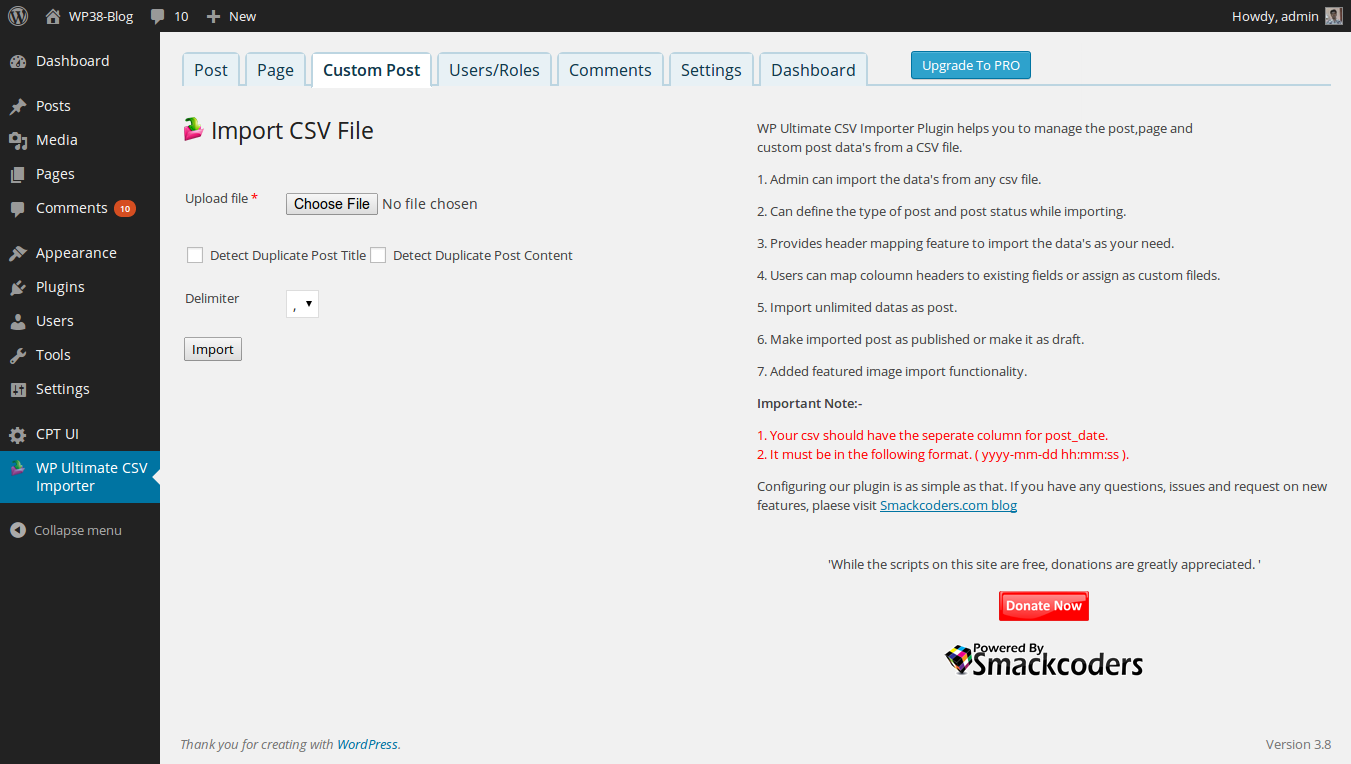 WP38-Blog 10 New Howdy, admin
Dashboard
Posts
Media
Pages
Comments 10
Appearance
Plugins
Users
Tools
Settings
CPT UI
WP Ultimate CSV
Importer
Collapse menu
Post Page Custom Post Users/Roles Comments Settings Dashboard Upgrade To PRO
Import CSV File
Upload file * Choose File No file chosen
Detect Duplicate Post Title Detect Duplicate Post Content
Delimiter ,
Import
WP Ultimate CSV Importer Plugin helps you to manage the post,page and
custom post data's from a CSV file.
1. Admin can import the data's from any csv file.
2. Can define the type of post and post status while importing.
3. Provides header mapping feature to import the data's as your need.
4. Users can map coloumn headers to existing fields or assign as custom fileds.
5. Import unlimited datas as post.
6. Make imported post as published or make it as draft.
7. Added featured image import functionality.
Important Note:-
1. Your csv should have the seperate column for post_date.
2. It must be in the following format. ( yyyy-mm-dd hh:mm:ss ).
Configuring our plugin is as simple as that. If you have any questions, issues and request on new
features, plaese visit Smackcoders.com blog
'While the scripts on this site are free, donations are greatly appreciated. '
Donate Now
Powered By
Smackcoders
Thank you for creating with WordPress. Version 3.8